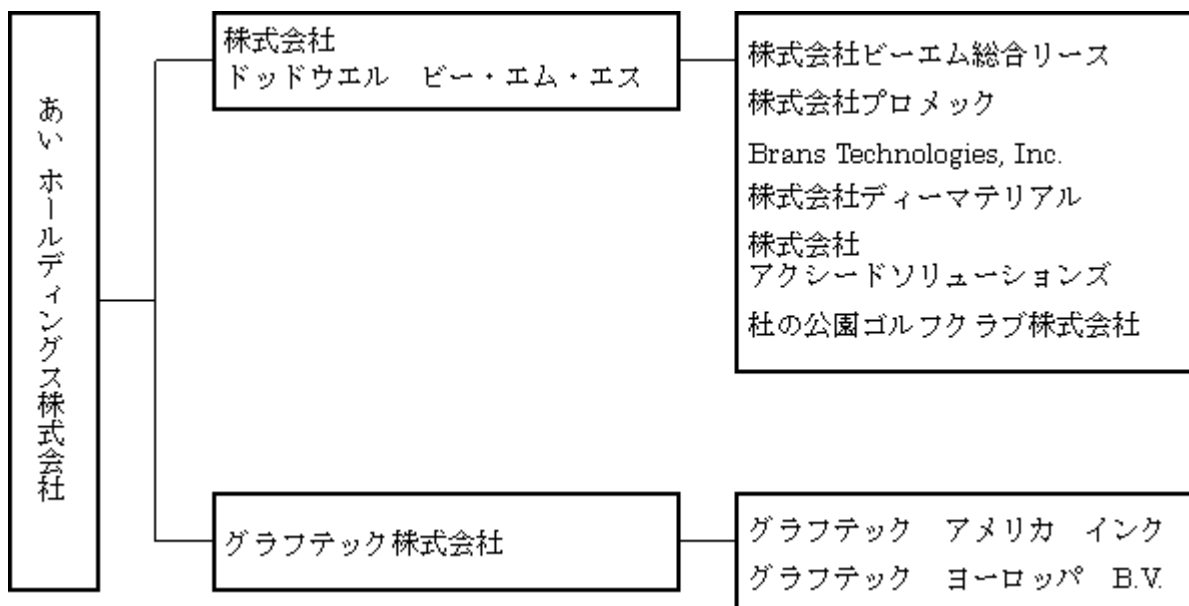 あい ホールディングス株式会社
株式会社
ドッドウエル　ビー・エム・エス
株式会社ビーエム総合リース
株式会社プロメック
Brans Technologies, Inc.
株式会社ディーマテリアル
株式会社
アクシードソリューションズ
杜の公園ゴルフクラブ株式会社
グラフテック株式会社
グラフテック　アメリカ　インク
グラフテック　ヨーロッパ　B.V.